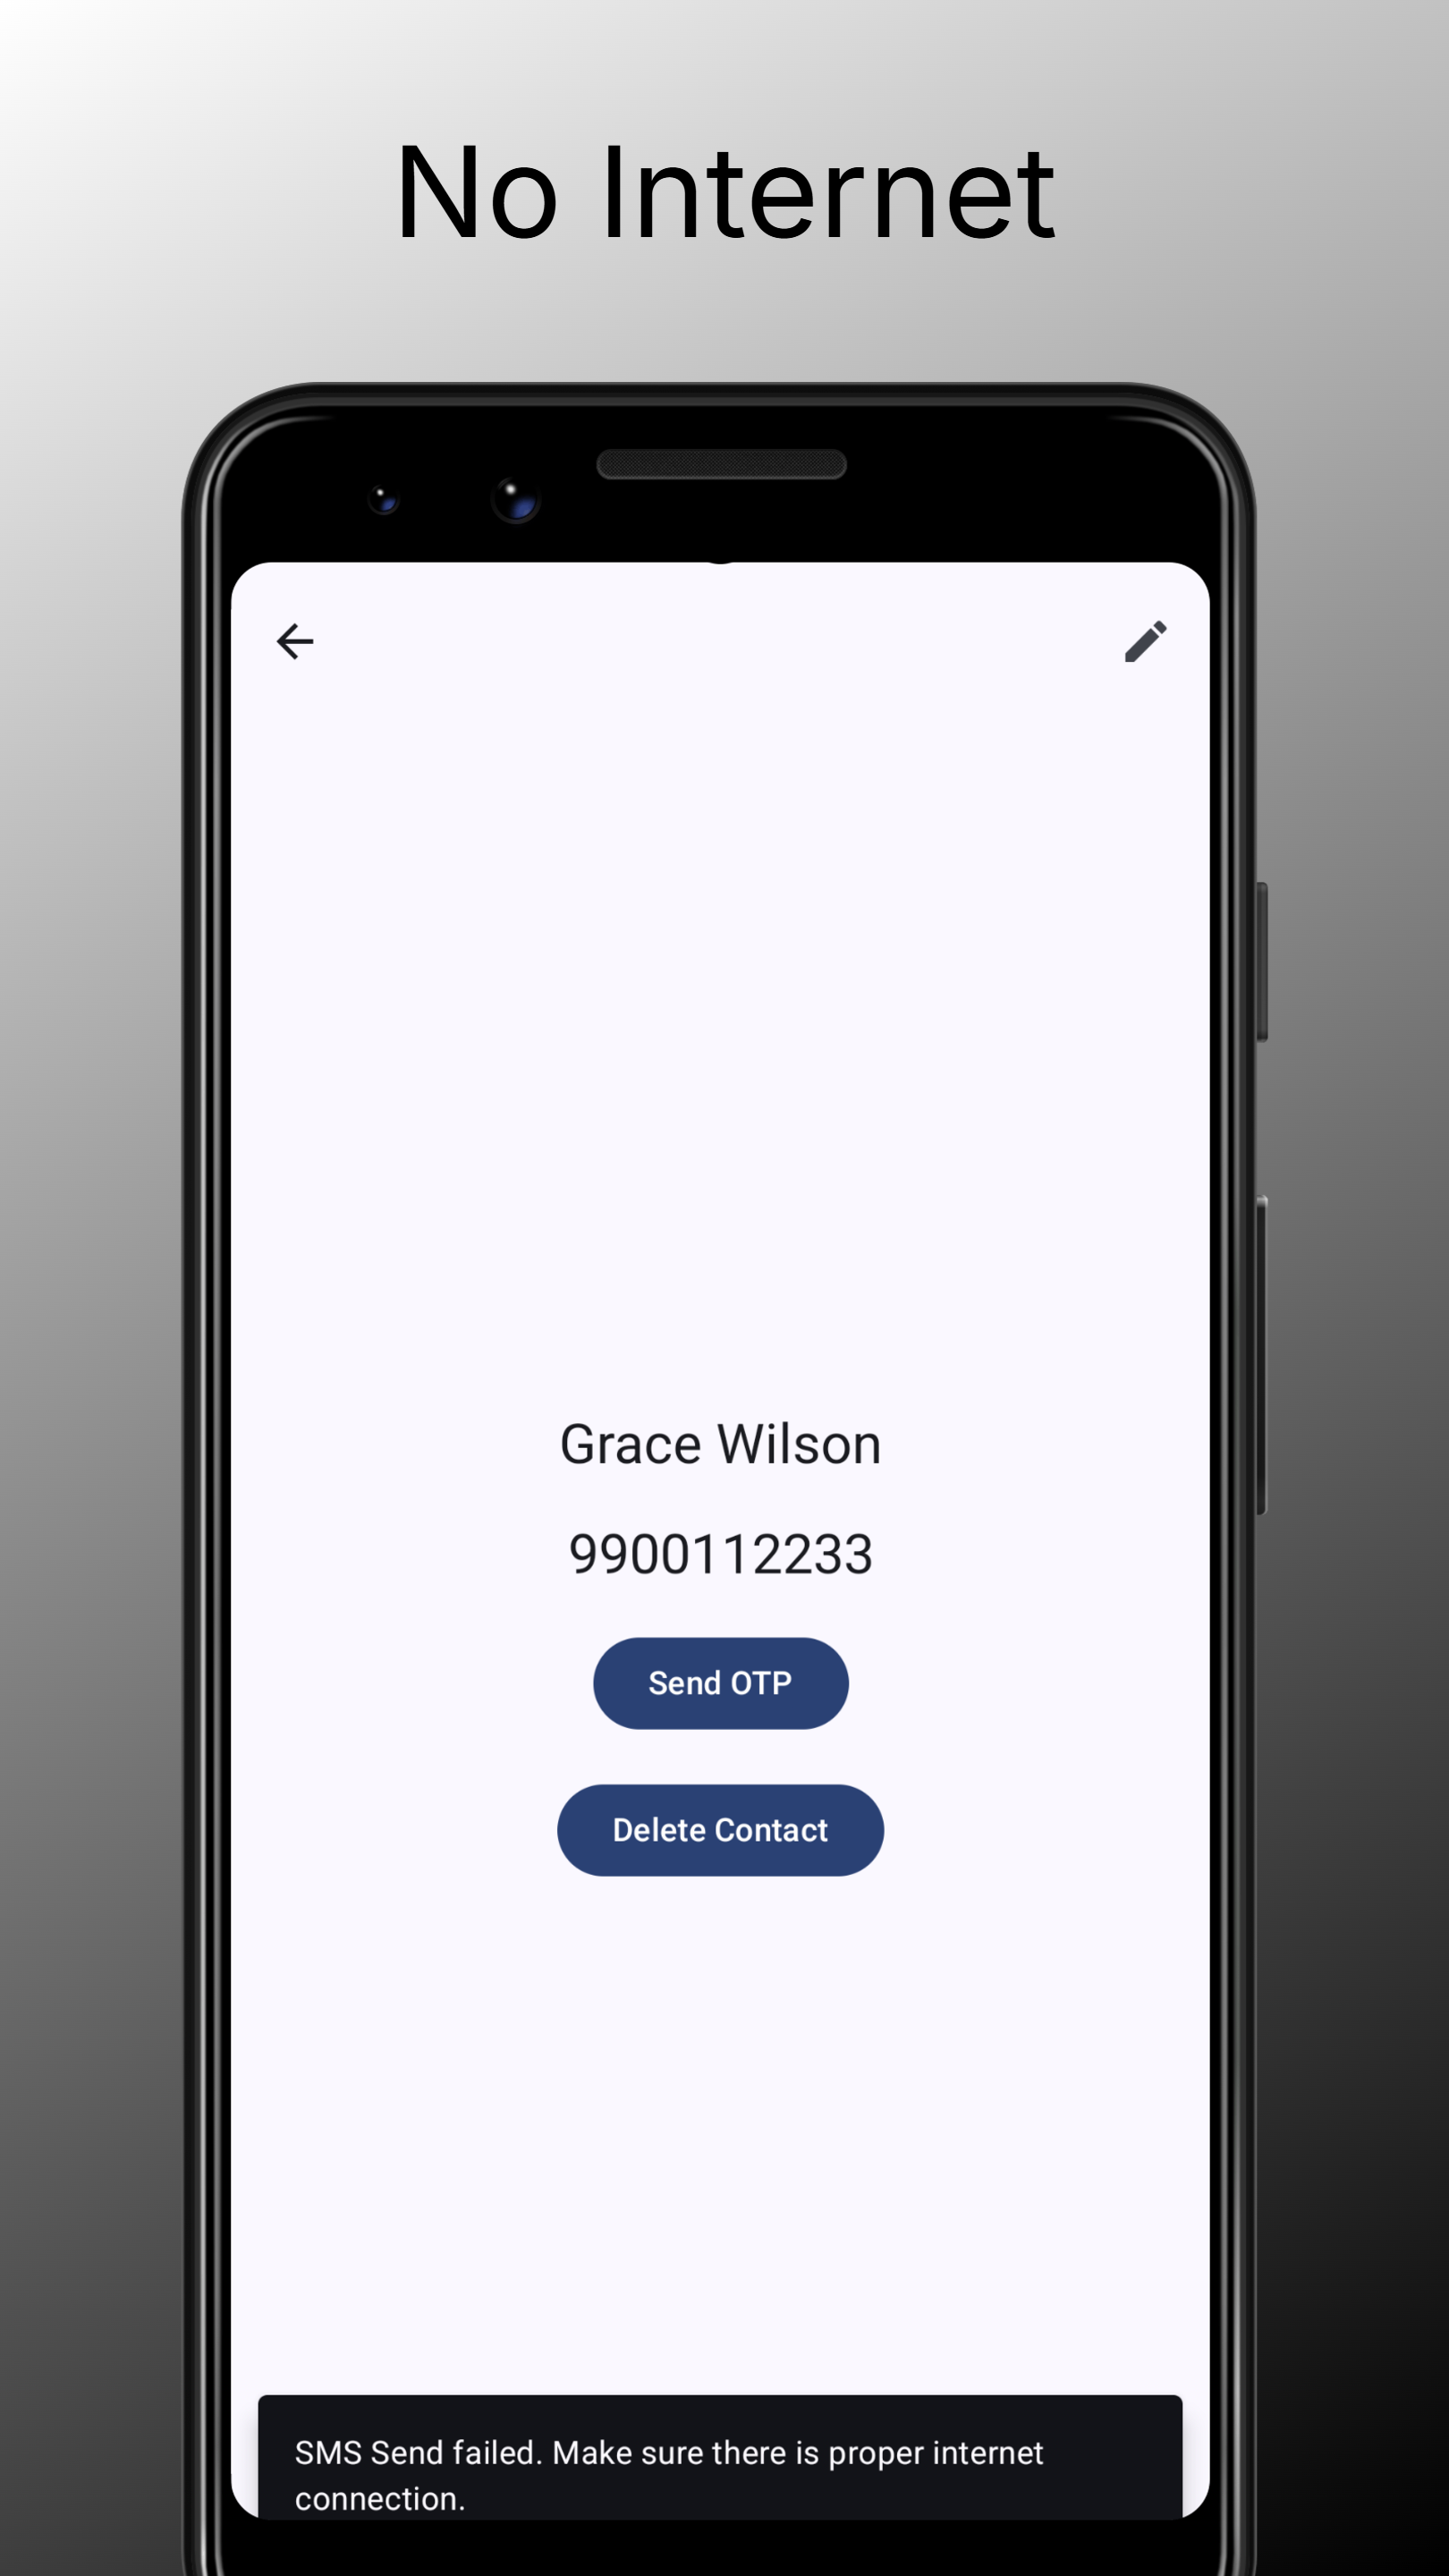 No Internet
Grace Wilson
9900112233
Send OTP
Delete Contact
SMS Send failed. Make sure there is proper internet
connection.